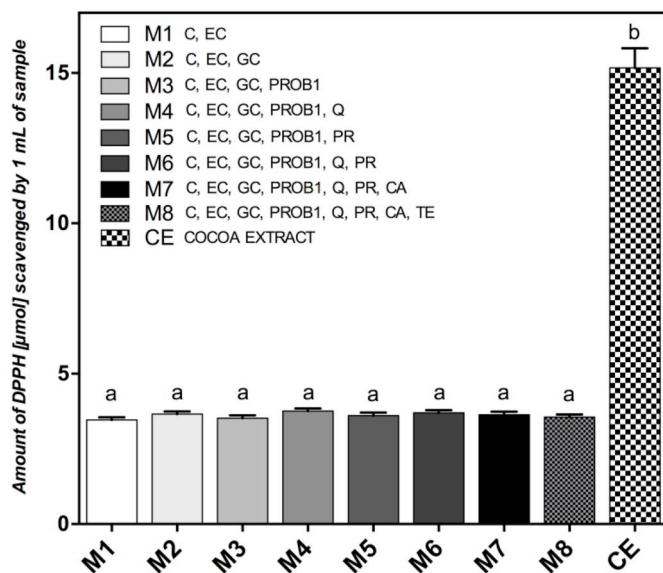 Amount of DPPH [µmol] scavenged by 1 mL of sample
15
10
5
0
M1 C, EC
M2 C, EC, GC
M3 C, EC, GC, PROB1
M4 C, EC, GC, PROB1, Q
M5 C, EC, GC, PROB1, PR
M6 C, EC, GC, PROB1, Q, PR
M7 C, EC, GC, PROB1, Q, PR, CA
M8 C, EC, GC, PROB1, Q, PR, CA, TE
CE COCOA EXTRACT
b
a a a a a a a a
M1 M2 M3 M4 M5 M6 M7 M8 CE